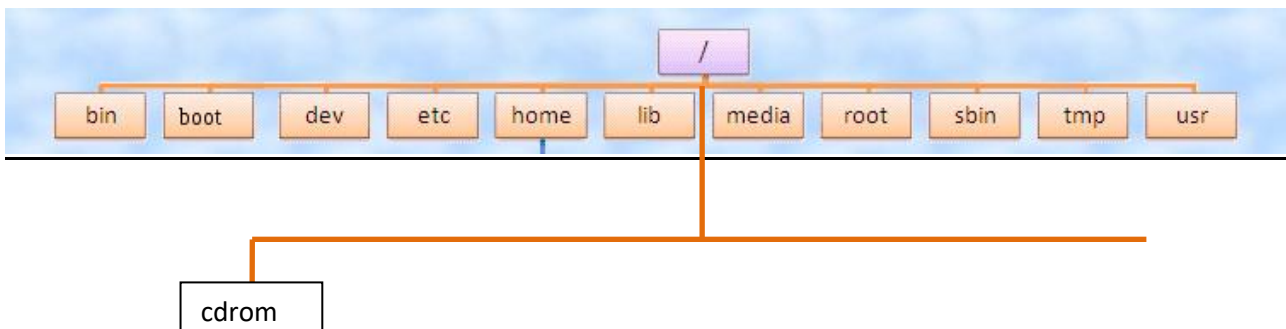 /
bin boot dev etc home lib media root sbin tmp usr
cdrom